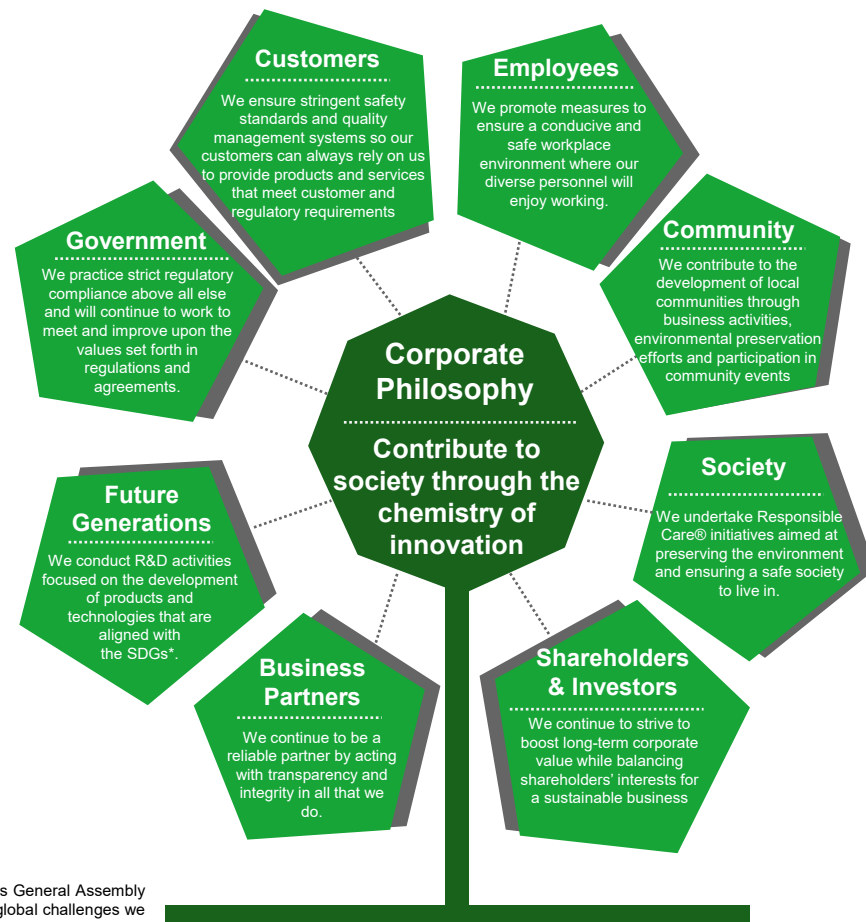 Customers
We ensure stringent safety
standards and quality
management systems so our
customers can always rely on us
to provide products and services
that meet customer and
regulatory requirements
Employees
We promote measures to
ensure a conducive and
safe workplace
environment where our
diverse personnel will
enjoy working.
Government
We practice strict regulatory
compliance above all else
and will continue to work to
meet and improve upon the
values set forth in
regulations and
agreements.
Community
We contribute to the
development of local
communities through
business activities,
environmental preservation
efforts and participation in
community events
Corporate
Philosophy
Contribute to
society through the
chemistry of
innovation
Future
Generations
We conduct R&D activities
focused on the development
of products and
technologies that are
aligned with
the SDGs*.
Society
We undertake Responsible
Care® initiatives aimed at
preserving the environment
and ensuring a safe society
to live in.
Business
Partners
We continue to be a
reliable partner by acting
with transparency and
integrity in all that we
do.
Shareholders
& Investors
We continue to strive to
boost long-term corporate
value while balancing
shareholders’ interests for
a sustainable business
s General Assembly
global challenges we